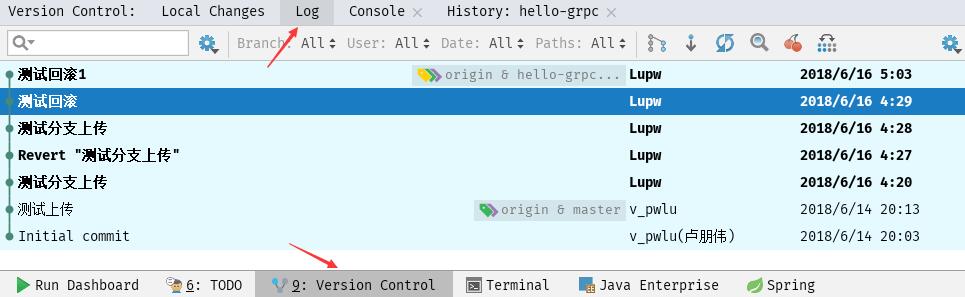 Version Control: Local Changes Log Console History: hello-grpc
Branch: All User: All Date: All Paths: All
测试回滚1 origin & hello-grpc... Lupw 2018/6/16 5:03
测试回滚 Lupw 2018/6/16 4:29
测试分支上传 Lupw 2018/6/16 4:28
Revert "测试分支上传" Lupw 2018/6/16 4:27
测试分支上传 Lupw 2018/6/16 4:20
测试上传 origin & master v_pwlu 2018/6/14 20:13
Initial commit v_pwlu(卢朋伟) 2018/6/14 20:03
Run Dashboard 6: TODO 9: Version Control Terminal Java Enterprise Spring